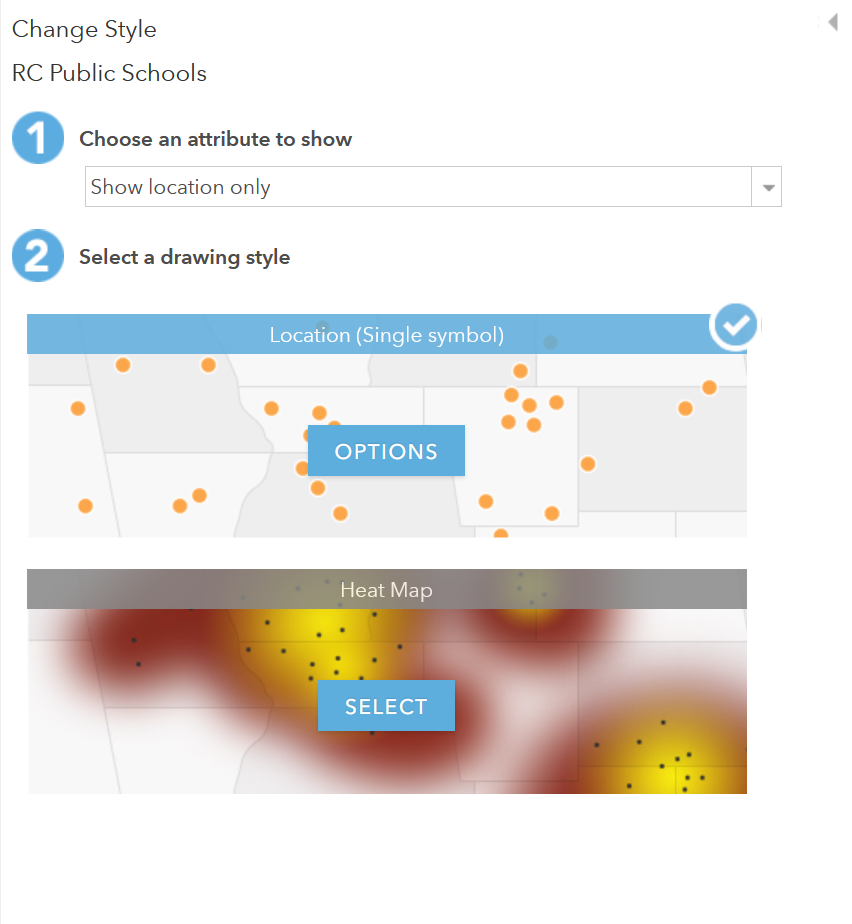 Change Style
RC Public Schools
1 Choose an attribute to show
Show location only
2 Select a drawing style
Location (Single symbol)
OPTIONS
Heat Map
SELECT